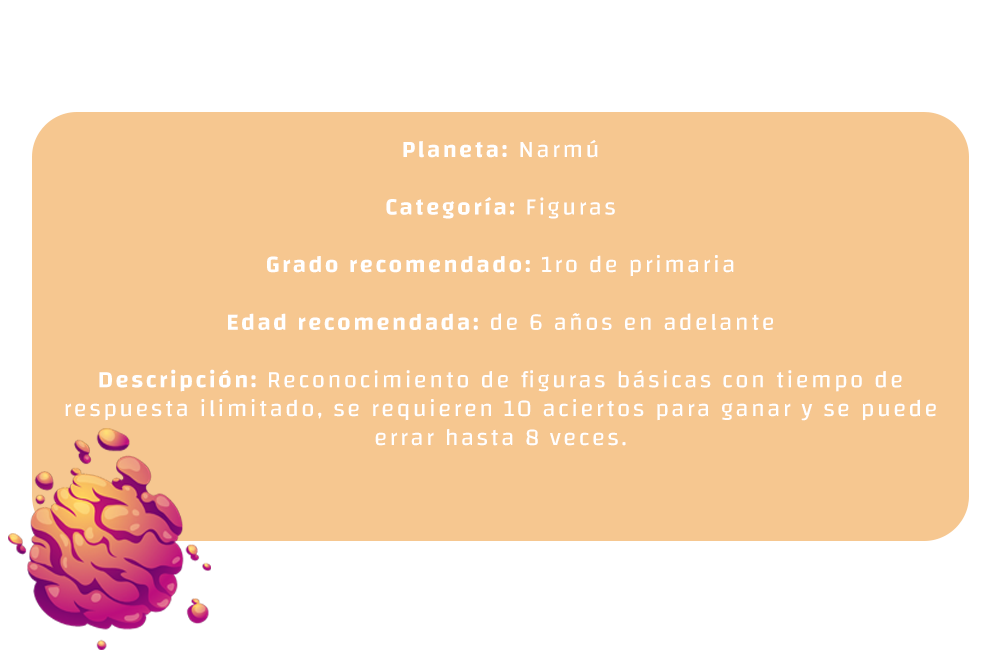 Planeta: Narmú
Categoría: Figuras
Grado recomendado: 1ro de primaria
Edad recomendada: de 6 años en adelante
Descripción: Reconocimiento de figuras básicas con tiempo de
respuesta ilimitado, se requieren 10 aciertos para ganar y se puede
errar hasta 8 veces.